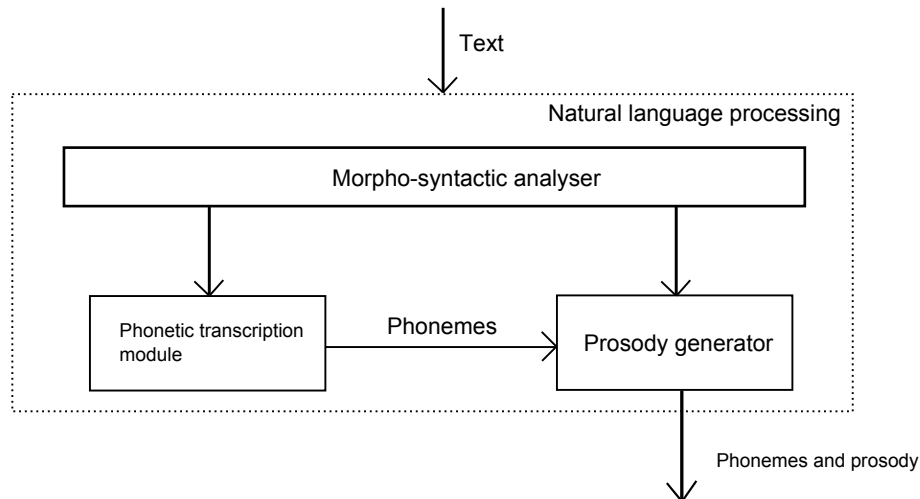 Text
Natural language processing
Morpho-syntactic analyser
Phonetic transcription
module
Phonemes
Prosody generator
Phonemes and prosody